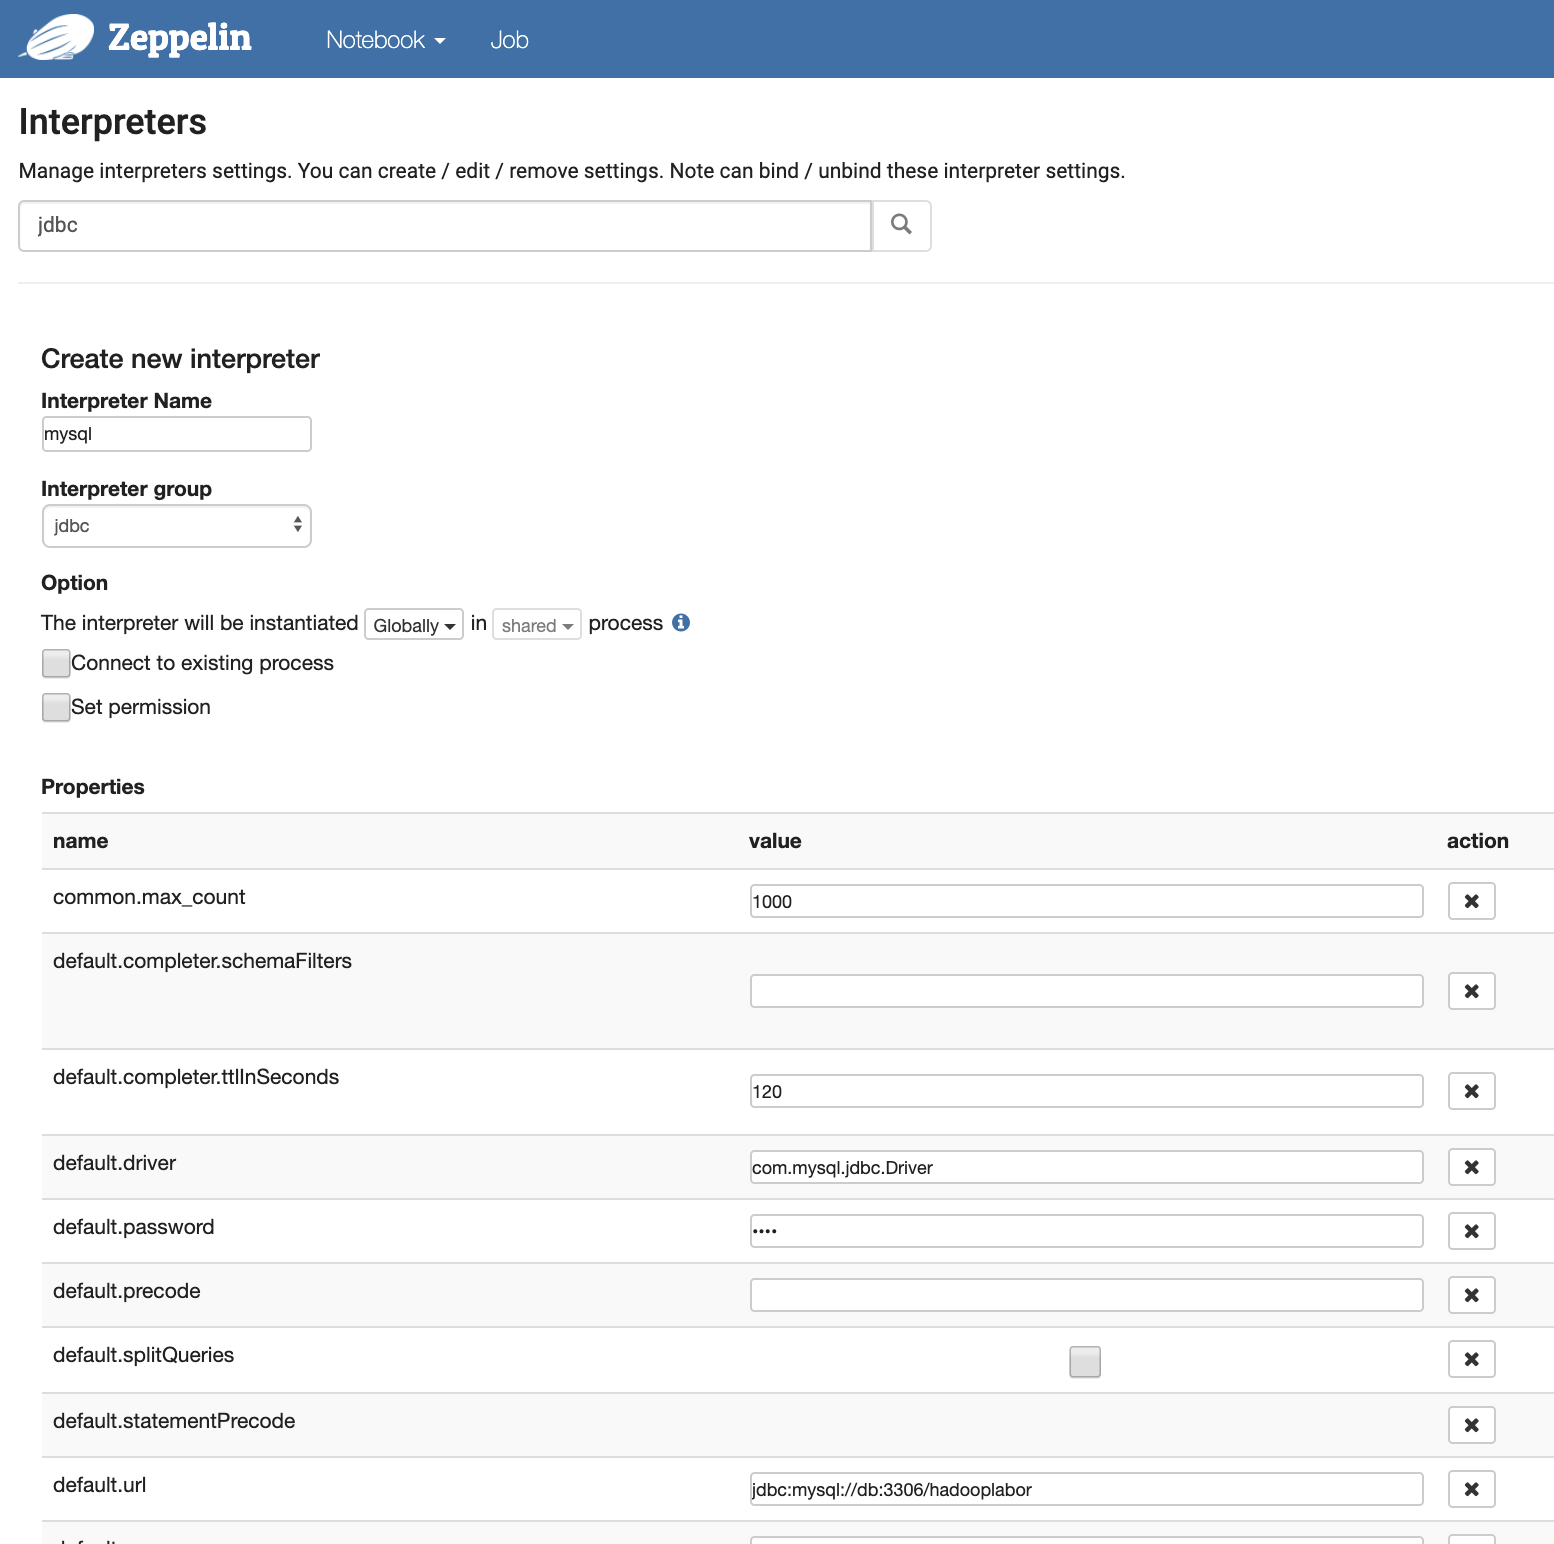 Zeppelin Notebook Job
Interpreters
Manage interpreters settings. You can create / edit / remove settings. Note can bind / unbind these interpreter settings.
jdbc
Create new interpreter
Interpreter Name
mysql
Interpreter group
jdbc
Option
The interpreter will be instantiated Globally in shared process
Connect to existing process
Set permission
Properties
name value action
common.max_count 1000
default.completer.schemaFilters
default.completer.ttlInSeconds 120
default.driver com.mysql.jdbc.Driver
default.password ••••
default.precode
default.splitQueries
default.statementPrecode
default.url jdbc:mysql://db:3306/hadooplabor